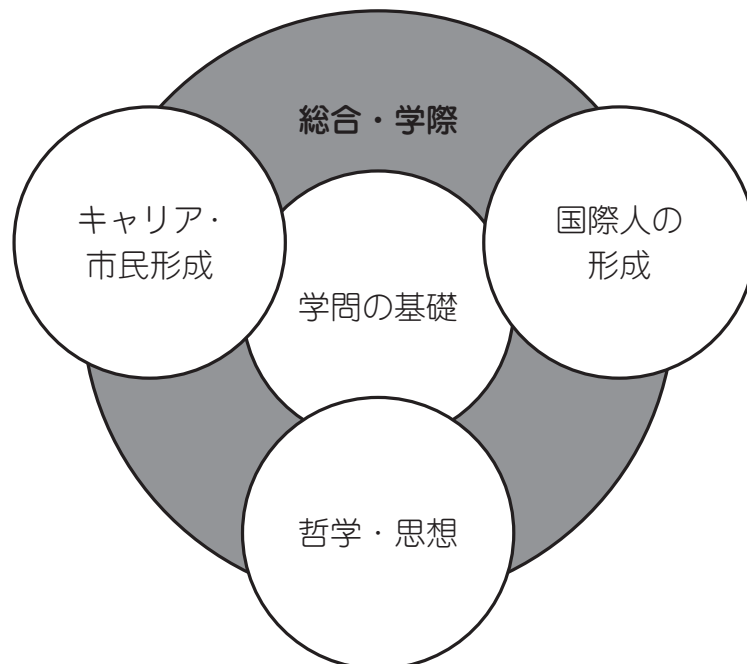 総合・学際
キャリア・
市民形成
国際人の
形成
学問の基礎
哲学・思想